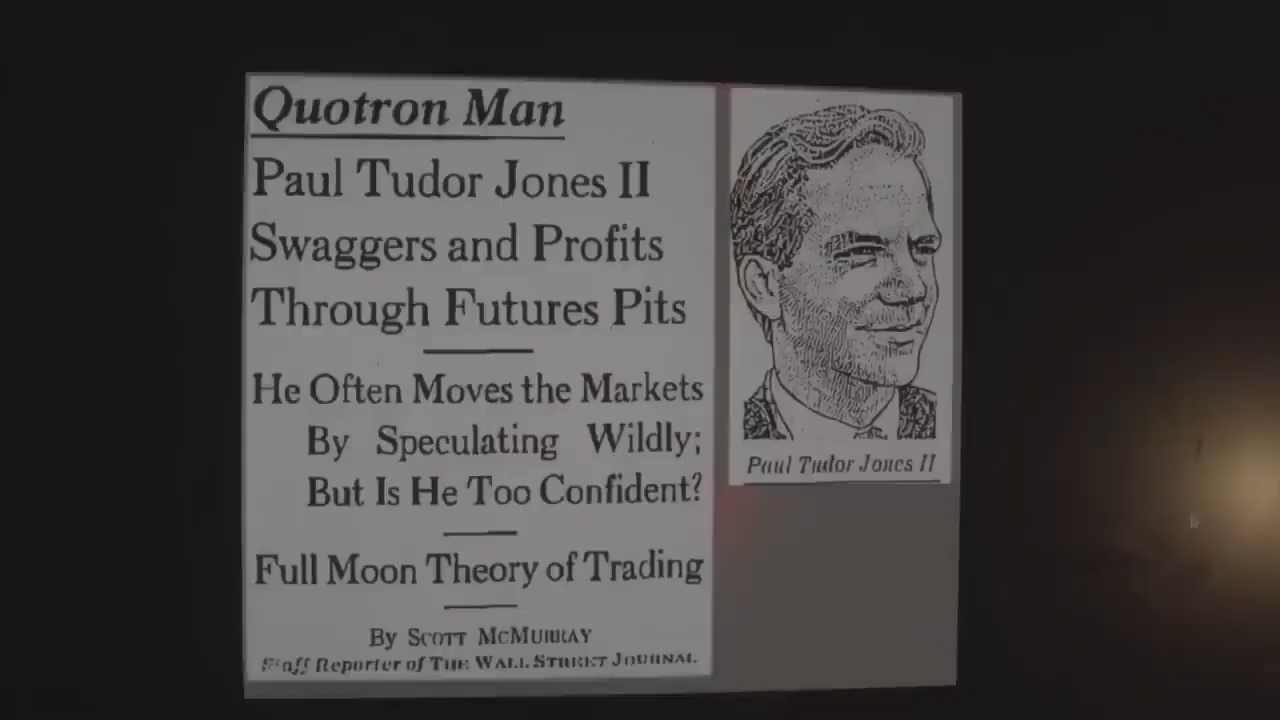 Quotron Man
Paul Tudor Jones II
Swaggers and Profits
Through Futures Pits
He Often Moves the Markets
By Speculating Wildly;
But Is He Too Confident?
Full Moon Theory of Trading
By SCOTT MCMURRAY
Staff Reporter of THE WALL STREET JOURNAL
Paul Tudor Jones II